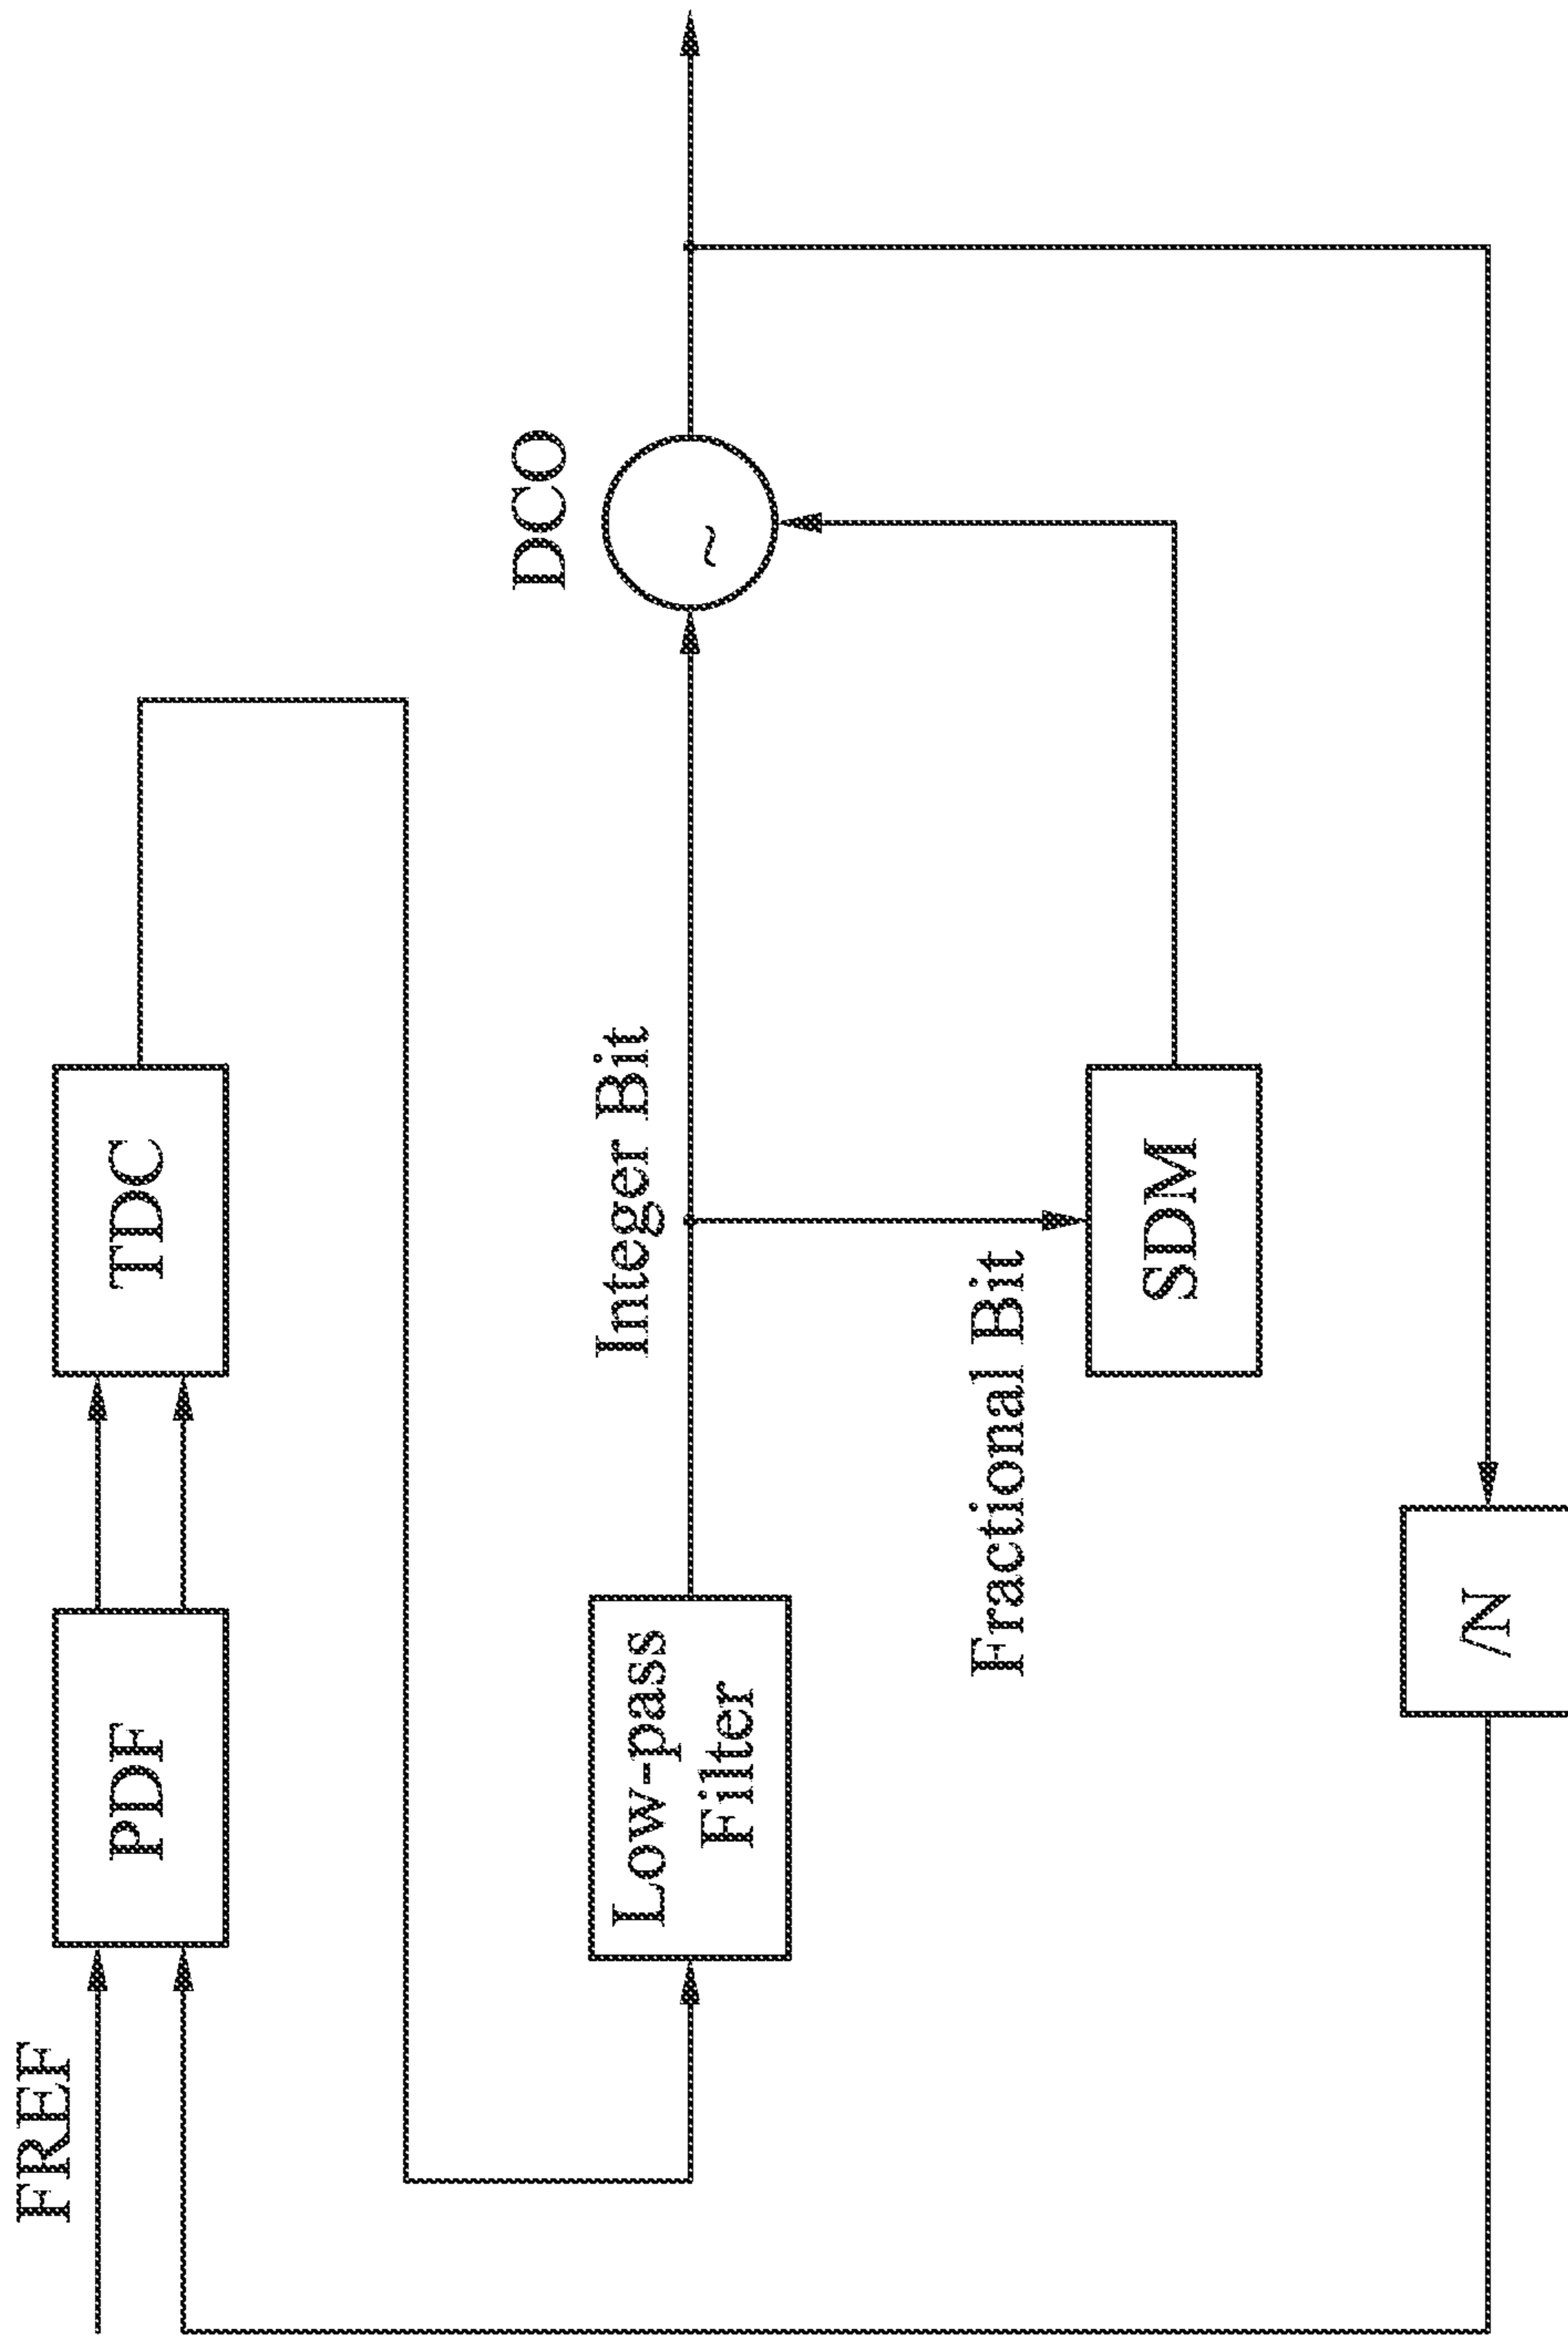 FREF
PDF
TDC
Low-pass
Filter
Integer Bit
DCO
~
Fractional Bit
SDM
/N